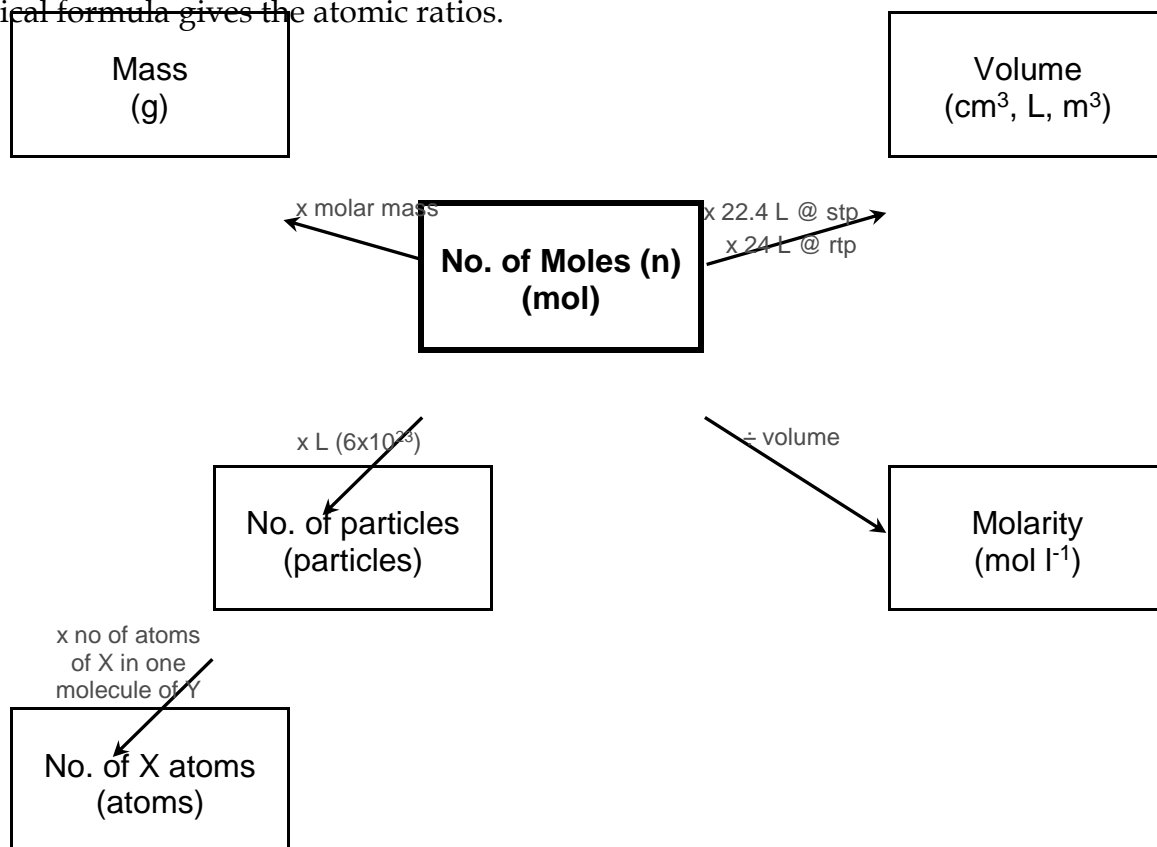 ical formula gives the atomic ratios.
Mass
(g)
Volume
(cm³, L, m³)
x molar mass
x 22.4 L @ stp
x 24 L @ rtp
No. of Moles (n)
(mol)
x L (6x10²³)
÷ volume
No. of particles
(particles)
Molarity
(mol l⁻¹)
x no of atoms
of X in one
molecule of Y
No. of X atoms
(atoms)